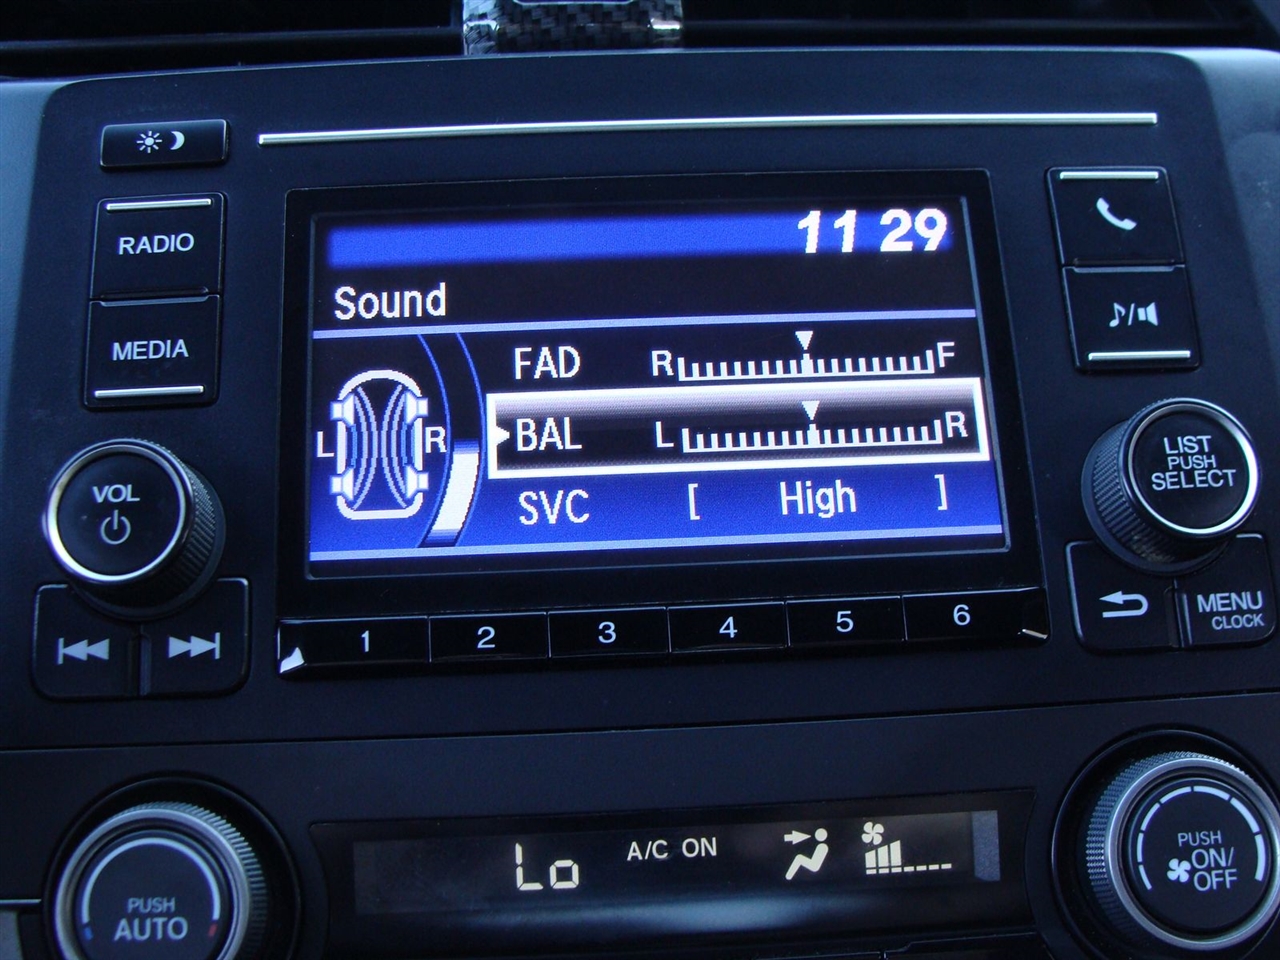 11 29
RADIO
Sound
MEDIA
FAD R F
L R
BAL L R
SVC [ High ]
VOL
LIST
PUSH
SELECT
MENU
CLOCK
1 2 3 4 5 6
Lo A/C ON
PUSH
AUTO
PUSH
ON/
OFF